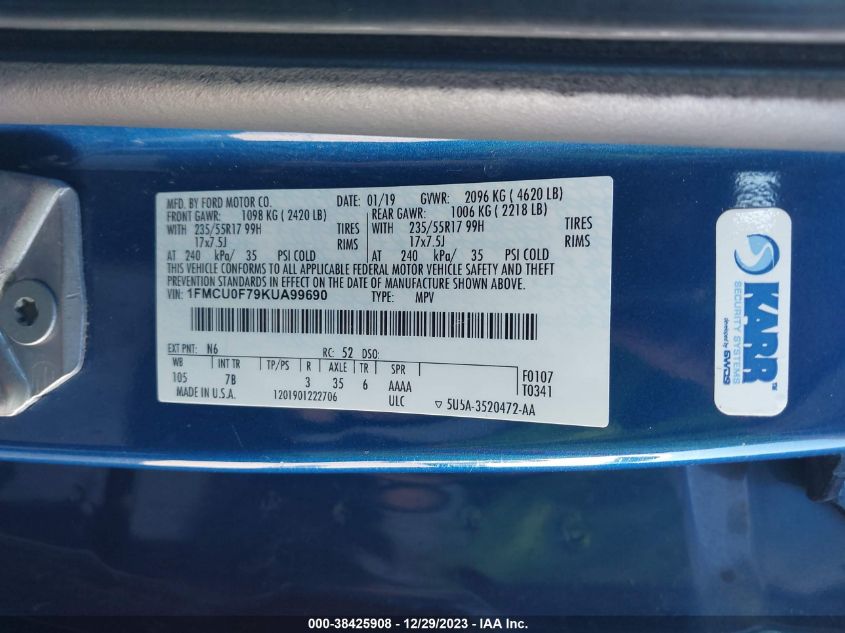 MFD. BY FORD MOTOR CO. DATE: 01/19 GVWR: 2096 KG ( 4620 LB)
FRONT GAWR: 1098 KG ( 2420 LB) REAR GAWR: 1006 KG ( 2218 LB)
WITH 235/55R17 99H TIRES WITH 235/55R17 99H TIRES
17x7.5J RIMS 17x7.5J RIMS
AT 240 kPa/ 35 PSI COLD AT 240 kPa/ 35 PSI COLD
THIS VEHICLE CONFORMS TO ALL APPLICABLE FEDERAL MOTOR VEHICLE SAFETY AND THEFT
PREVENTION STANDARDS IN EFFECT ON THE DATE OF MANUFACTURE SHOWN ABOVE.
VIN: 1FMCU0F79KUA99690 TYPE: MPV
EXT PNT: N6 RC: 52 DSO:
WB INT TR TP/PS R AXLE TR SPR F0107
105 7B 3 35 6 AAAA T0341
MADE IN U.S.A. 1201901222706 ULC ▽ 5U5A-3520472-AA
KARR
SECURITY SYSTEMS
developed by SWDS
TM
000-38425908 - 12/29/2023 - IAA Inc.